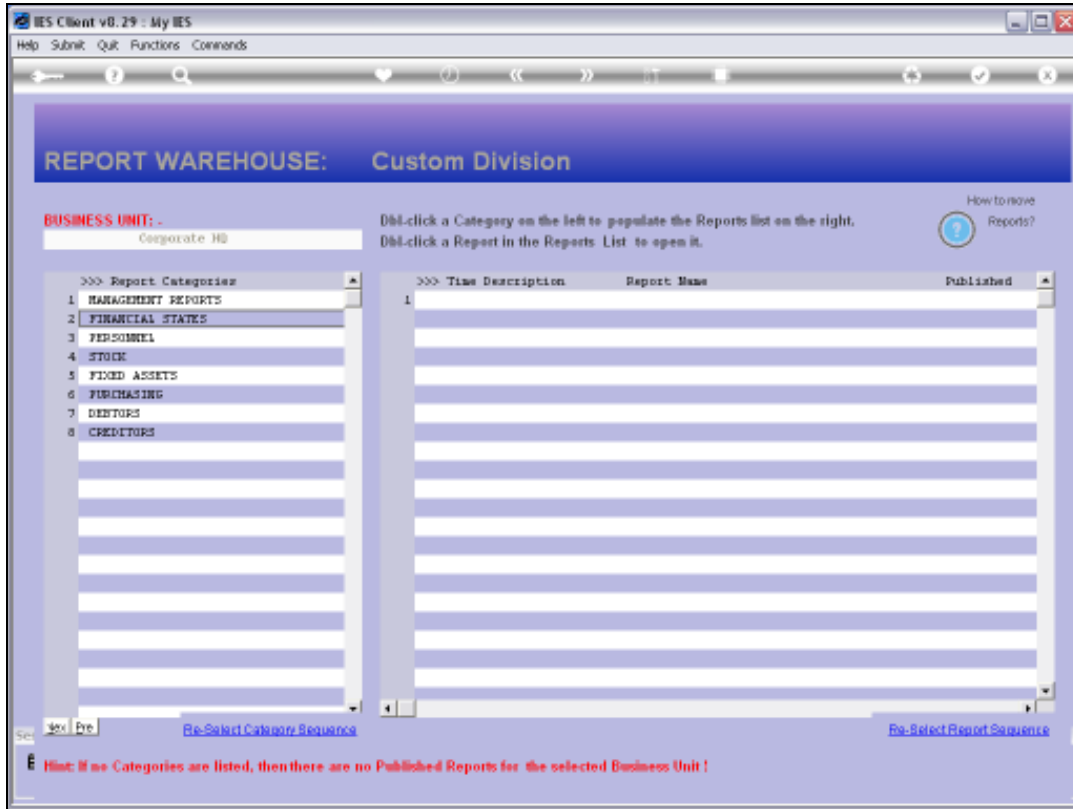 IES Client v8.29 : My IES
Help Submit Quit Functions Commands
REPORT WAREHOUSE: Custom Division
How to move
Reports?
BUSINESS UNIT: -
Corporate HQ
Dbl-click a Category on the left to populate the Reports list on the right.
Dbl-click a Report in the Reports List to open it.
>>> Report Categories
1 MANAGEMENT REPORTS
2 FINANCIAL STATES
3 PERSONNEL
4 STOCK
5 FIXED ASSETS
6 PURCHASING
7 DEBTORS
8 CREDITORS
>>> Time Description Report Name Published
1
Nex Pre
Re-Select Category Sequence
Re-Select Report Sequence
Hint: If no Categories are listed, then there are no Published Reports for the selected Business Unit !